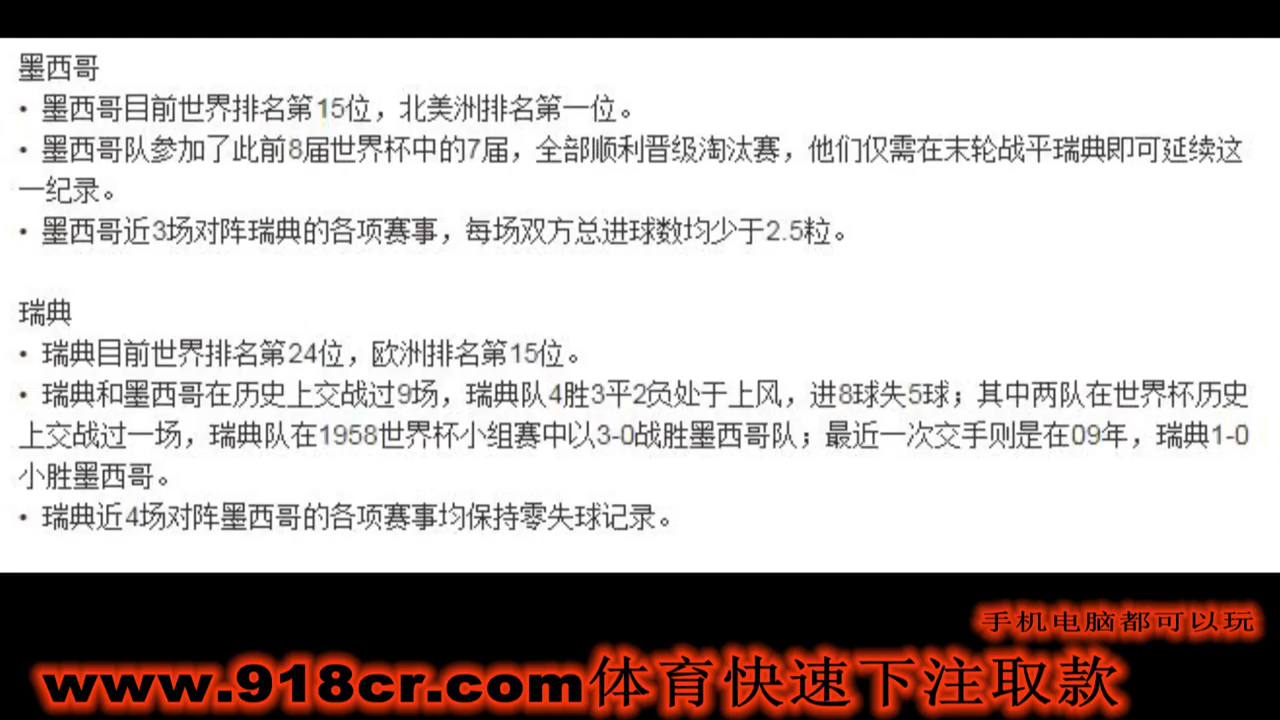 墨西哥
• 墨西哥目前世界排名第15位，北美洲排名第一位。
• 墨西哥队参加了此前8届世界杯中的7届，全部顺利晋级淘汰赛，他们仅需在末轮战平瑞典即可延续这
一纪录。
• 墨西哥近3场对阵瑞典的各项赛事，每场双方总进球数均少于2.5粒。
瑞典
• 瑞典目前世界排名第24位，欧洲排名第15位。
• 瑞典和墨西哥在历史上交战过9场，瑞典队4胜3平2负处于上风，进8球失5球；其中两队在世界杯历史
上交战过一场，瑞典队在1958世界杯小组赛中以3-0战胜墨西哥队；最近一次交手则是在09年，瑞典1-0
小胜墨西哥。
• 瑞典近4场对阵墨西哥的各项赛事均保持零失球记录。
手机电脑都可以玩
www.918cr.com体育快速下注取款